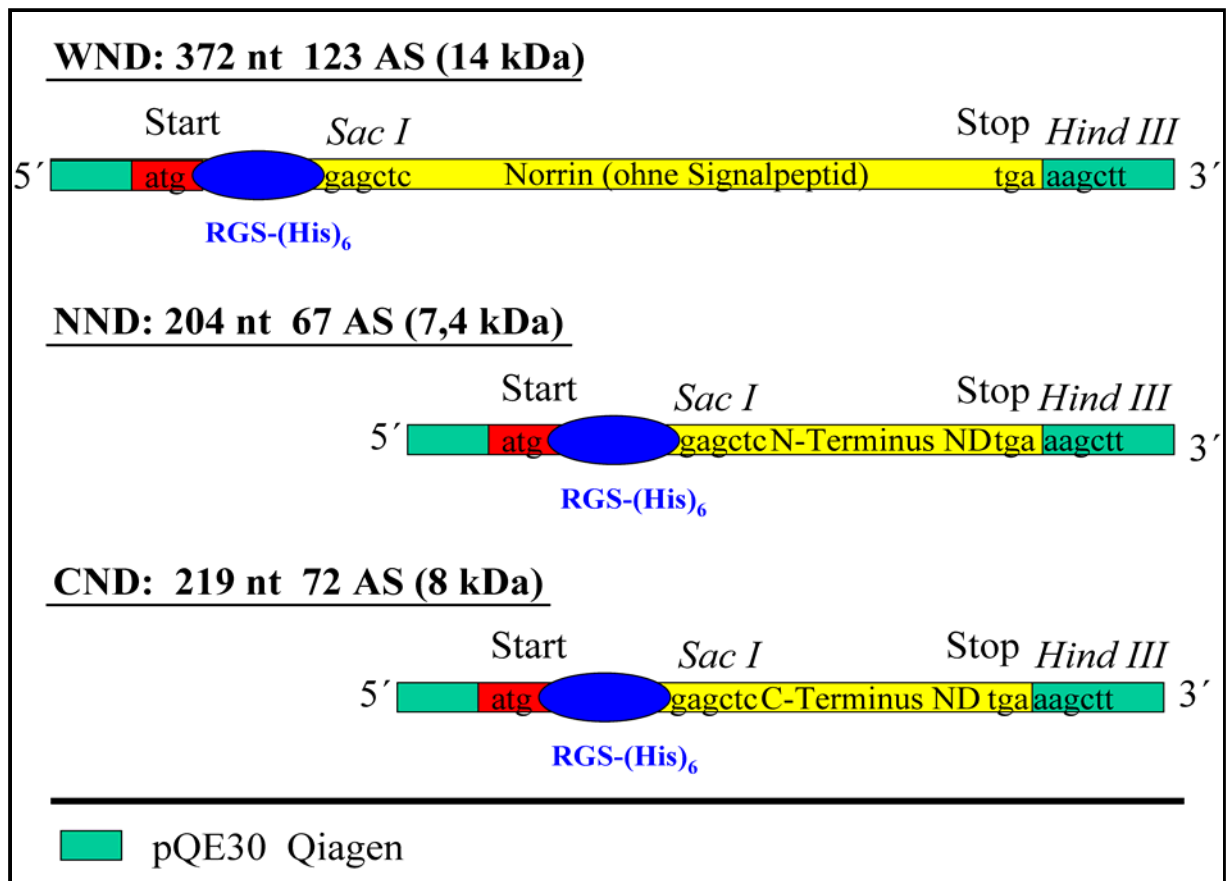 WND: 372 nt 123 AS (14 kDa)
Start Sac I Stop Hind III
5´ atg gagctc Norrin (ohne Signalpeptid) tga aagctt 3´
RGS-(His)₆
NND: 204 nt 67 AS (7,4 kDa)
Start Sac I Stop Hind III
5´ atg gagctc N-Terminus ND tga aagctt 3´
RGS-(His)₆
CND: 219 nt 72 AS (8 kDa)
Start Sac I Stop Hind III
5´ atg gagctc C-Terminus ND tga aagctt 3´
RGS-(His)₆
pQE30 Qiagen